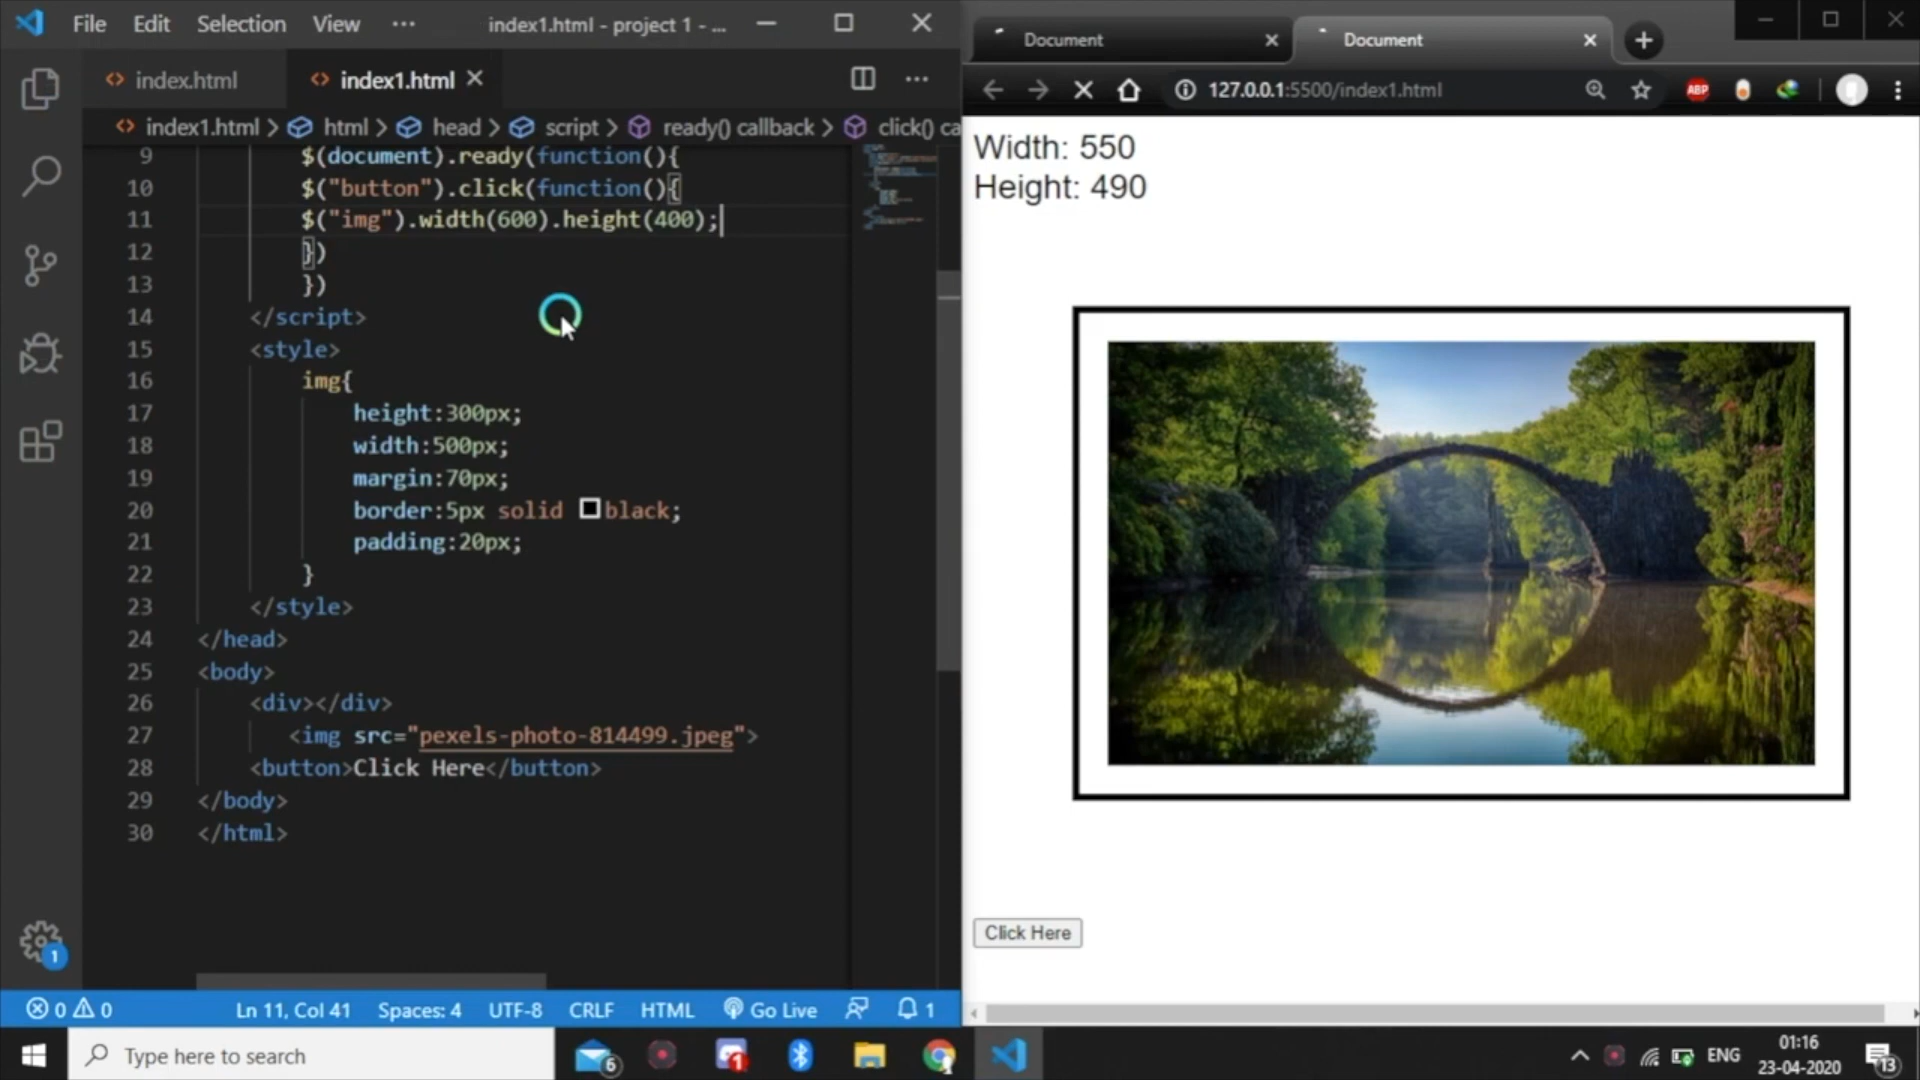 File Edit Selection View ··· index1.html - project 1 - ...
index.html index1.html
index1.html > html > head > script > ready() callback > click() ca
9 $(document).ready(function(){
10 $("button").click(function(){
11 $("img").width(600).height(400);
12 })
13 })
14 </script>
15 <style>
16 img{
17 height:300px;
18 width:500px;
19 margin:70px;
20 border:5px solid black;
21 padding:20px;
22 }
23 </style>
24 </head>
25 <body>
26 <div></div>
27 <img src="pexels-photo-814499.jpeg">
28 <button>Click Here</button>
29 </body>
30 </html>
1
0 0 Ln 11, Col 41 Spaces: 4 UTF-8 CRLF HTML Go Live 1
Document Document
127.0.0.1:5500/index1.html ABP
Width: 550
Height: 490
Click Here
Type here to search 6 1 ENG 01:16
23-04-2020 13